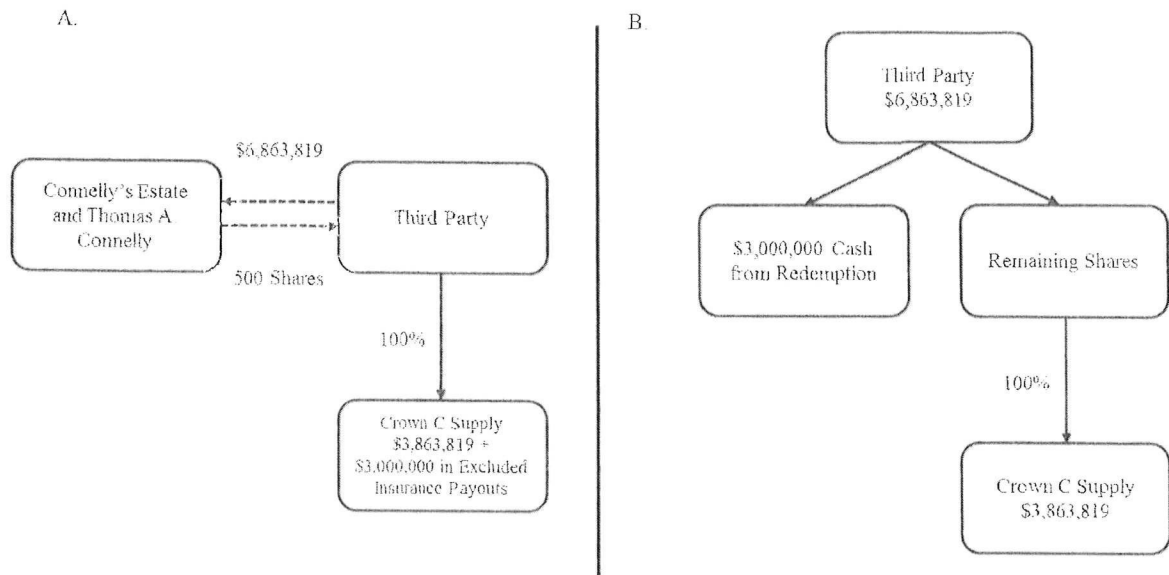 A.
$6,863,819
Connelly's Estate
and Thomas A
Connelly
Third Party
500 Shares
100%
Crown C Supply
$3,863,819 +
$3,000,000 in Excluded
Insurance Payouts
B.
Third Party
$6,863,819
$3,000,000 Cash
from Redemption
Remaining Shares
100%
Crown C Supply
$3,863,819